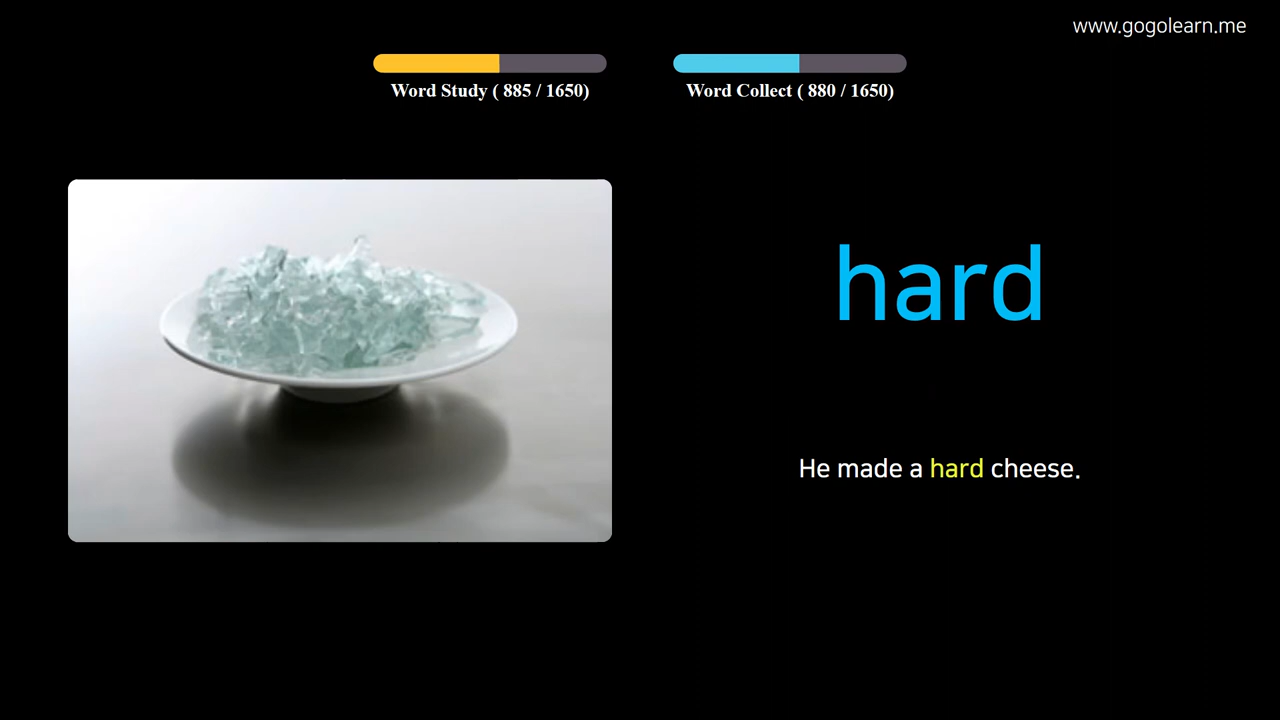 www.gogolearn.me
Word Study ( 885 / 1650)
Word Collect ( 880 / 1650)
hard
He made a hard cheese.